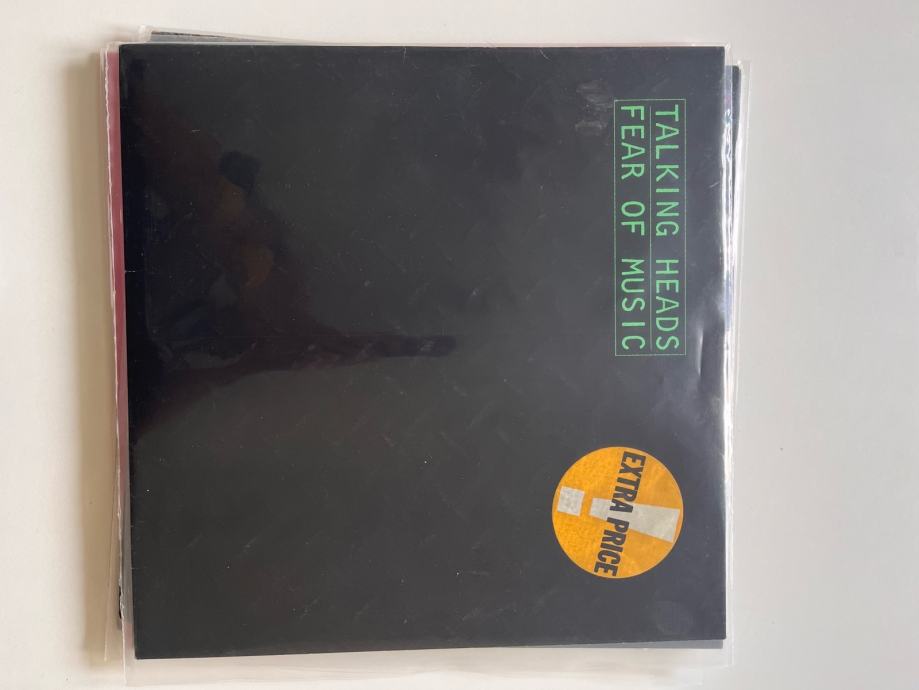 TALKING HEADS
FEAR OF MUSIC
EXTRA PRICE